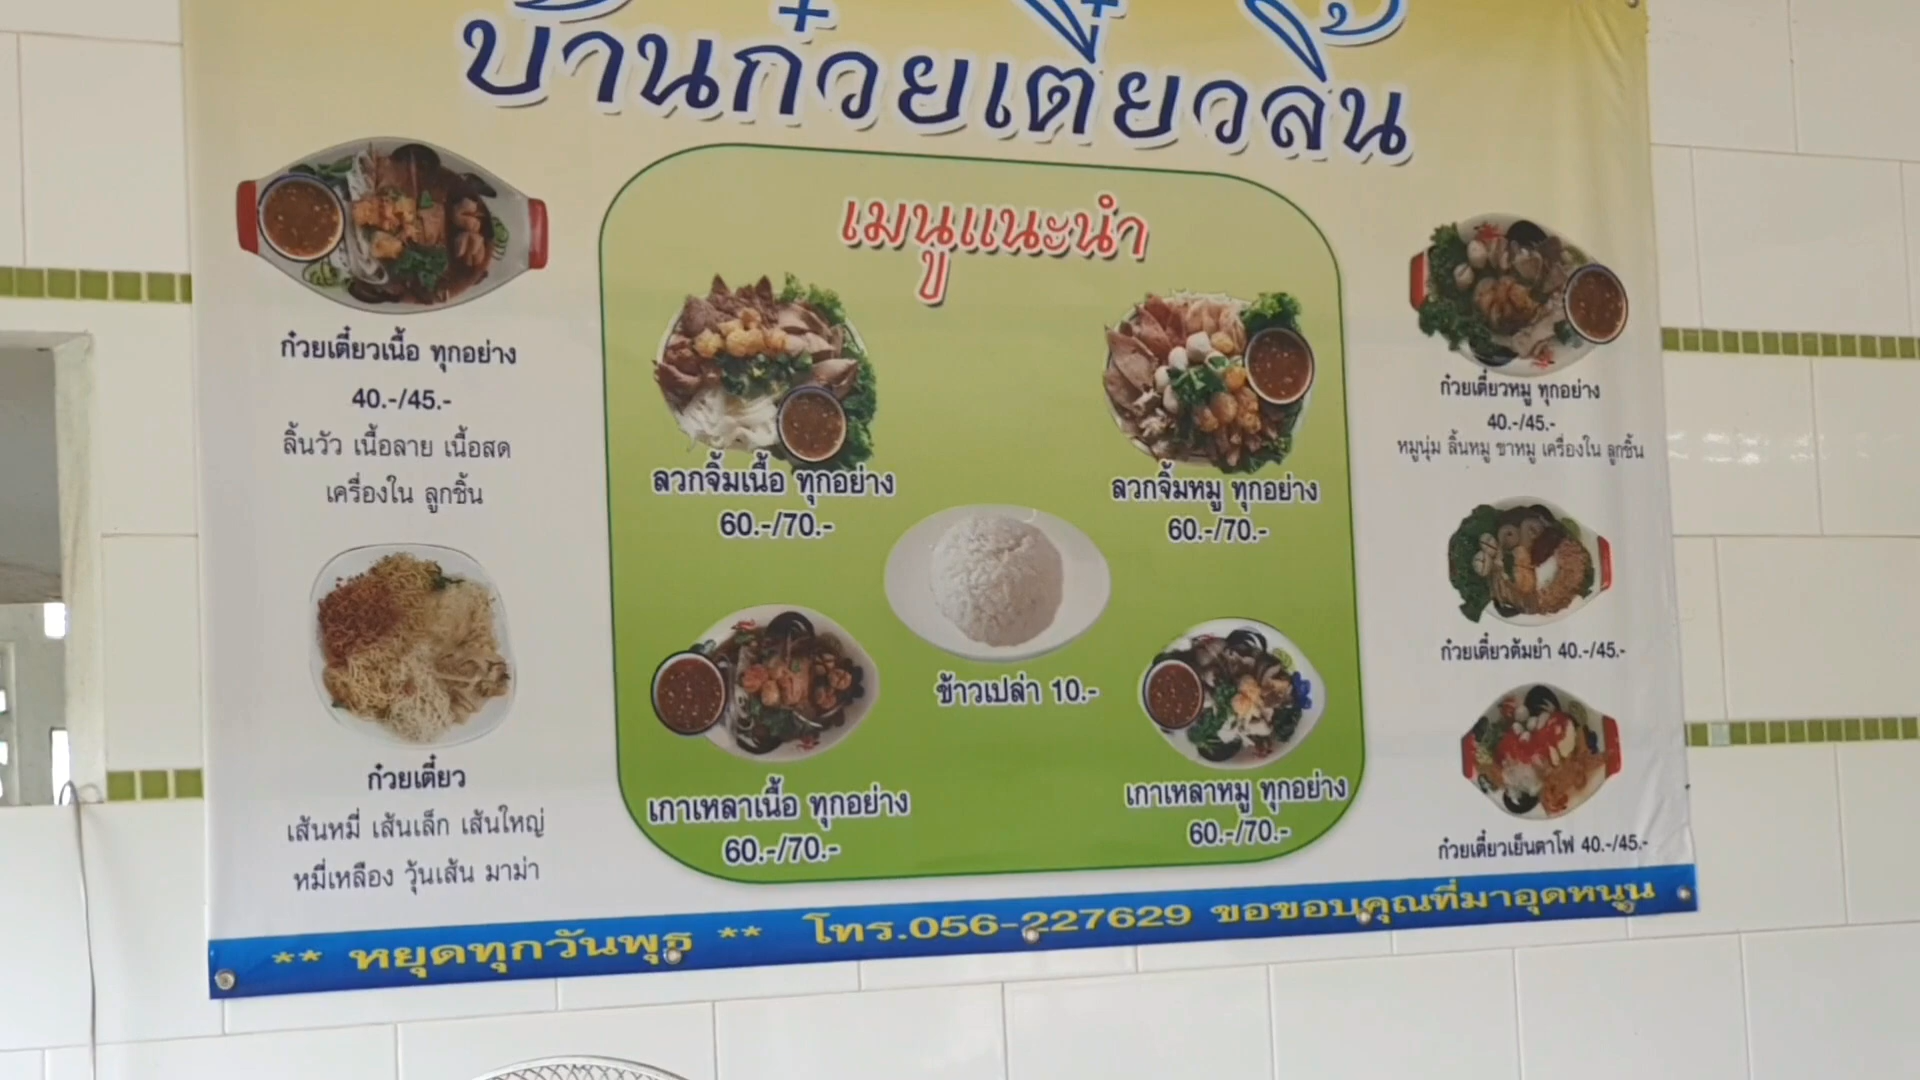 บ้านก๋วยเตี๋ยวลิ้น
เมนูแนะนำ
ก๋วยเตี๋ยวเนื้อ ทุกอย่าง
40.-/45.-
ลิ้นวัว เนื้อลาย เนื้อสด
เครื่องใน ลูกชิ้น
ก๋วยเตี๋ยว
เส้นหมี่ เส้นเล็ก เส้นใหญ่
หมี่เหลือง วุ้นเส้น มาม่า
ลวกจิ้มเนื้อ ทุกอย่าง
60.-/70.-
ลวกจิ้มหมู ทุกอย่าง
60.-/70.-
ข้าวเปล่า 10.-
เกาเหลาเนื้อ ทุกอย่าง
60.-/70.-
เกาเหลาหมู ทุกอย่าง
60.-/70.-
ก๋วยเตี๋ยวหมู ทุกอย่าง
40.-/45.-
หมูนุ่ม ลิ้นหมู ขาหมู เครื่องใน ลูกชิ้น
ก๋วยเตี๋ยวต้มยำ 40.-/45.-
ก๋วยเตี๋ยวเย็นตาโฟ 40.-/45.-
** หยุดทุกวันพุธ ** โทร.056-227629 ขอขอบคุณที่มาอุดหนุน